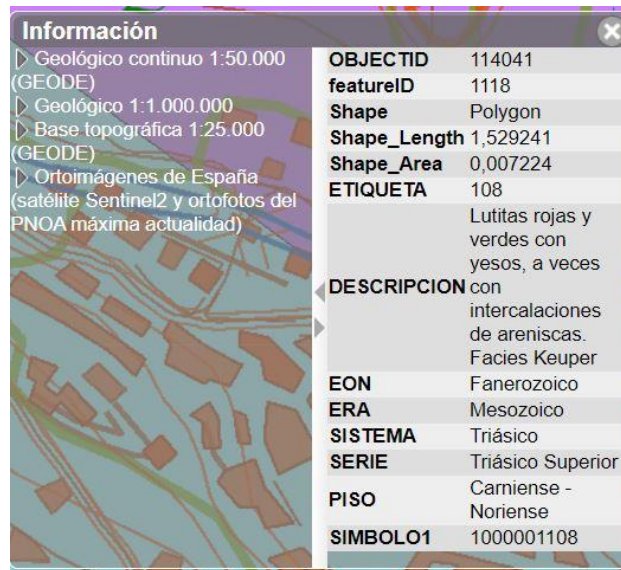 Información
Geológico continuo 1:50.000
(GEODE)
Geológico 1:1.000.000
Base topográfica 1:25.000
(GEODE)
Ortoimágenes de España
(satélite Sentinel2 y ortofotos del
PNOA máxima actualidad)
OBJECTID 114041
featureID 1118
Shape Polygon
Shape_Length 1,529241
Shape_Area 0,007224
ETIQUETA 108
DESCRIPCION Lutitas rojas y
verdes con
yesos, a veces
con
intercalaciones
de areniscas.
Facies Keuper
EON Fanerozoico
ERA Mesozoico
SISTEMA Triásico
SERIE Triásico Superior
PISO Carniense -
Noriense
SIMBOLO1 1000001108